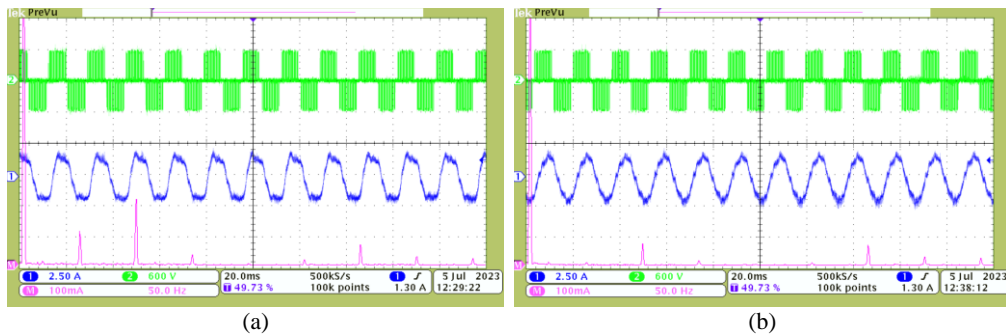 PreVu
2
1
M
1 2.50 A 2 600 V 20.0ms 500kS/s 1 5 Jul 2023
M 100mA 50.0 Hz T 49.73 % 100k points 1.30 A 12:29:22
(a)
PreVu
2
1
M
1 2.50 A 2 600 V 20.0ms 500kS/s 1 5 Jul 2023
M 100mA 50.0 Hz T 49.73 % 100k points 1.30 A 12:38:12
(b)